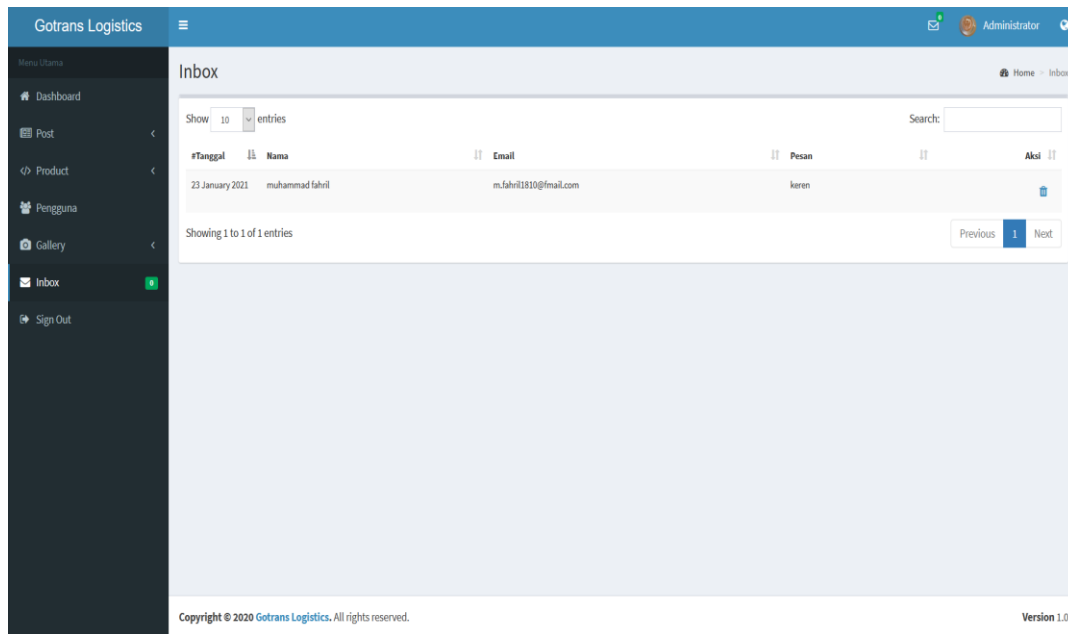 Gotrans Logistics
0
Administrator
Menu Utama
Dashboard
Post
Product
Pengguna
Gallery
Inbox 0
Sign Out
Inbox
Home > Inbox
Show 10 entries
Search:
#Tanggal Nama Email Pesan Aksi
23 January 2021 muhammad fahril m.fahril1810@fmail.com keren
Showing 1 to 1 of 1 entries
Previous 1 Next
Copyright © 2020 Gotrans Logistics. All rights reserved.
Version 1.0